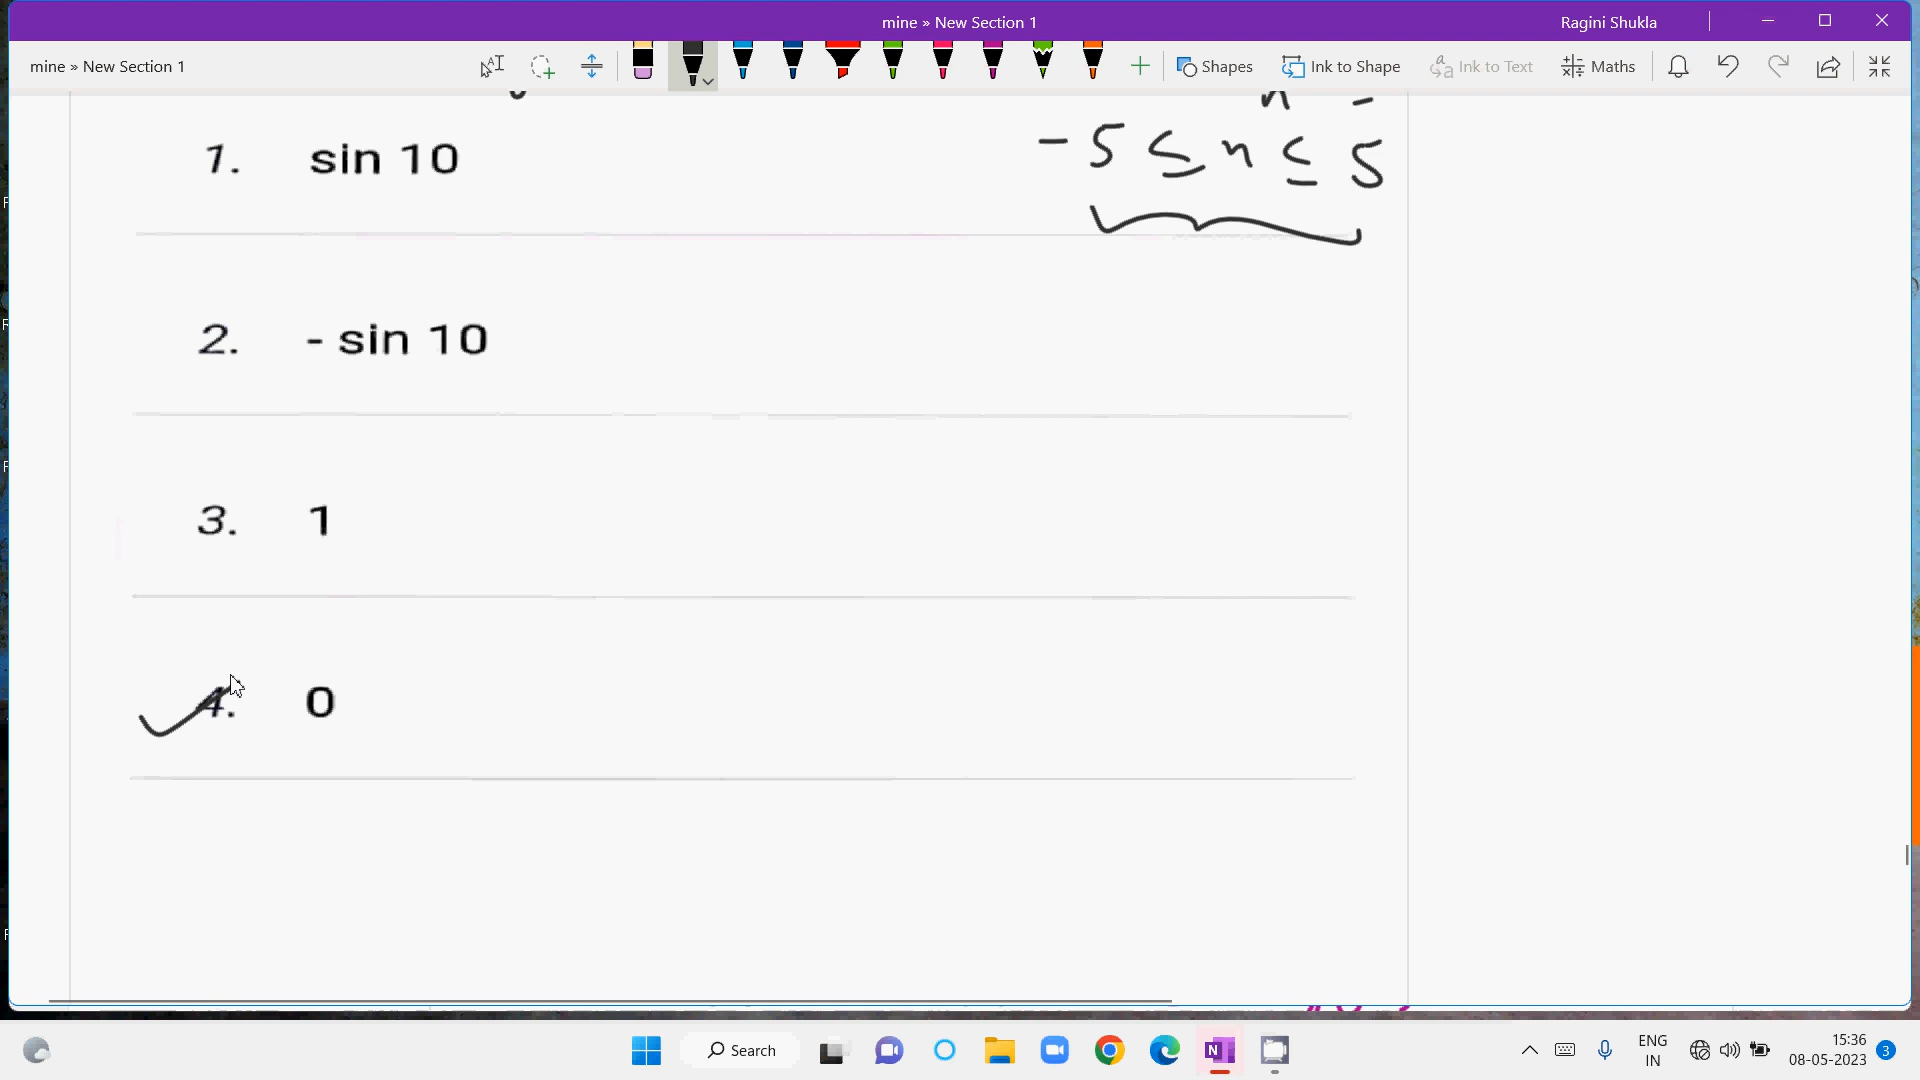 mine » New Section 1
Ragini Shukla
mine » New Section 1
Shapes
Ink to Shape
Ink to Text
Maths
1. sin 10
- 5 ≤ n ≤ 5
2. - sin 10
3. 1
4. 0
Search
ENG
IN
15:36
08-05-2023
3